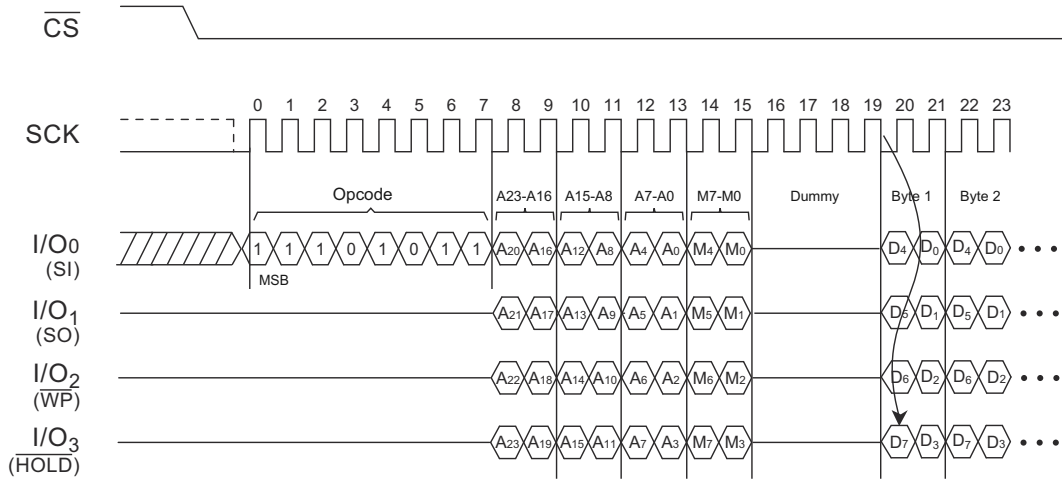 CS
0 1 2 3 4 5 6 7 8 9 10 11 12 13 14 15 16 17 18 19 20 21 22 23
SCK
Opcode A23-A16 A15-A8 A7-A0 M7-M0 Dummy Byte 1 Byte 2
I/O0 1 1 1 0 1 0 1 1 A20 A16 A12 A8 A4 A0 M4 M0 D4 D0 D4 D0
(SI)
MSB
I/O1 A21 A17 A13 A9 A5 A1 M5 M1 D5 D1 D5 D1
(SO)
I/O2 A22 A18 A14 A10 A6 A2 M6 M2 D6 D2 D6 D2
(WP)
I/O3 A23 A19 A15 A11 A7 A3 M7 M3 D7 D3 D7 D3
(HOLD)